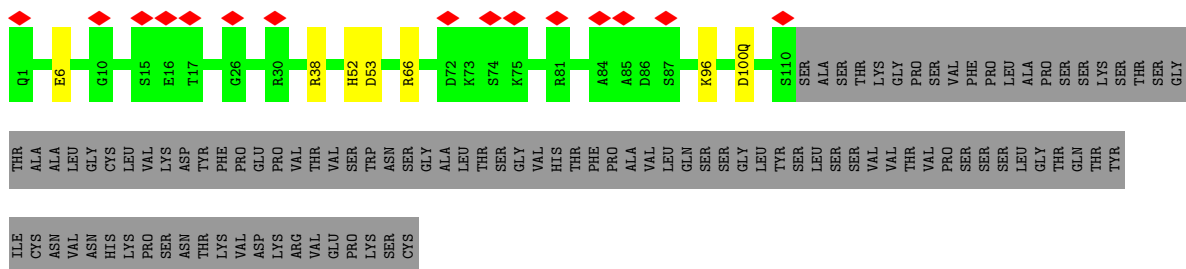 Q1 E6 G10 S15 E16 T17 G26 R30 R38 H52 D53 R66 D72 K73 S74 K75 R81 A84 A85 D86 S87 K96 D100Q S110 SER ALA SER THR LYS GLY PRO SER VAL PHE PRO LEU ALA PRO SER SER LYS SER THR SER GLY
THR ALA ALA LEU GLY CYS LEU VAL LYS ASP TYR PHE PRO GLU PRO VAL THR VAL SER TRP ASN SER GLY ALA LEU THR SER GLY VAL HIS THR PHE PRO ALA VAL LEU GLN SER SER GLY LEU TYR SER LEU SER SER VAL VAL THR VAL PRO SER SER SER LEU GLY THR GLN THR TYR
ILE CYS ASN VAL ASN HIS LYS PRO SER ASN THR LYS VAL ASP LYS ARG VAL GLU PRO LYS SER CYS